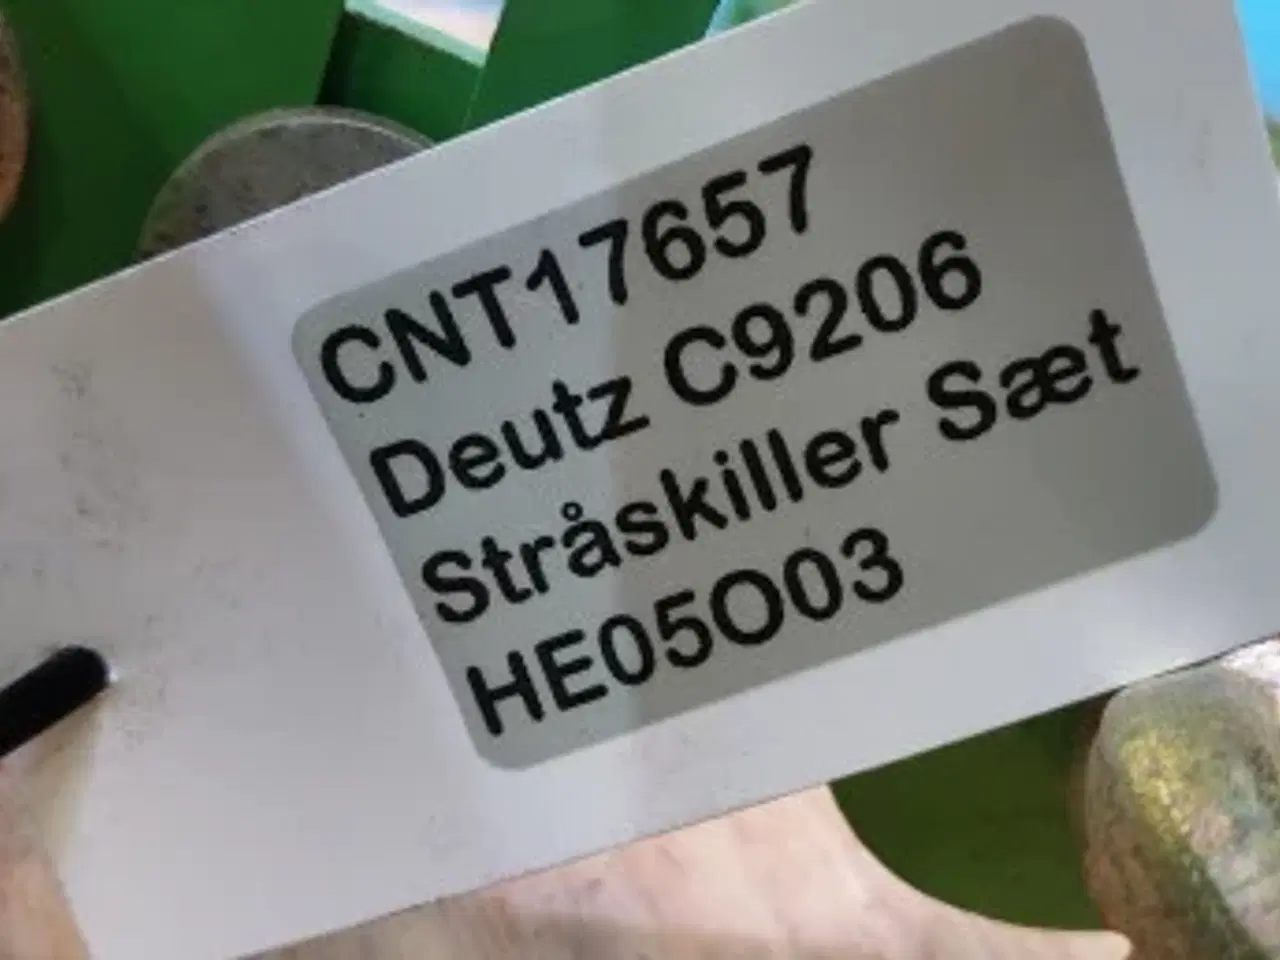 CNT17657
Deutz C9206
Stråskiller Sæt
HE05O03